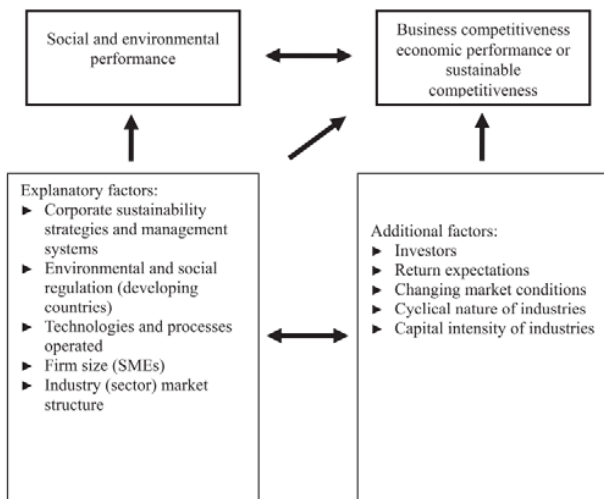 Social and environmental
performance
Business competitiveness
economic performance or
sustainable
competitiveness
Explanatory factors:
► Corporate sustainability
strategies and management
systems
► Environmental and social
regulation (developing
countries)
► Technologies and processes
operated
► Firm size (SMEs)
► Industry (sector) market
structure
Additional factors:
► Investors
► Return expectations
► Changing market conditions
► Cyclical nature of industries
► Capital intensity of industries